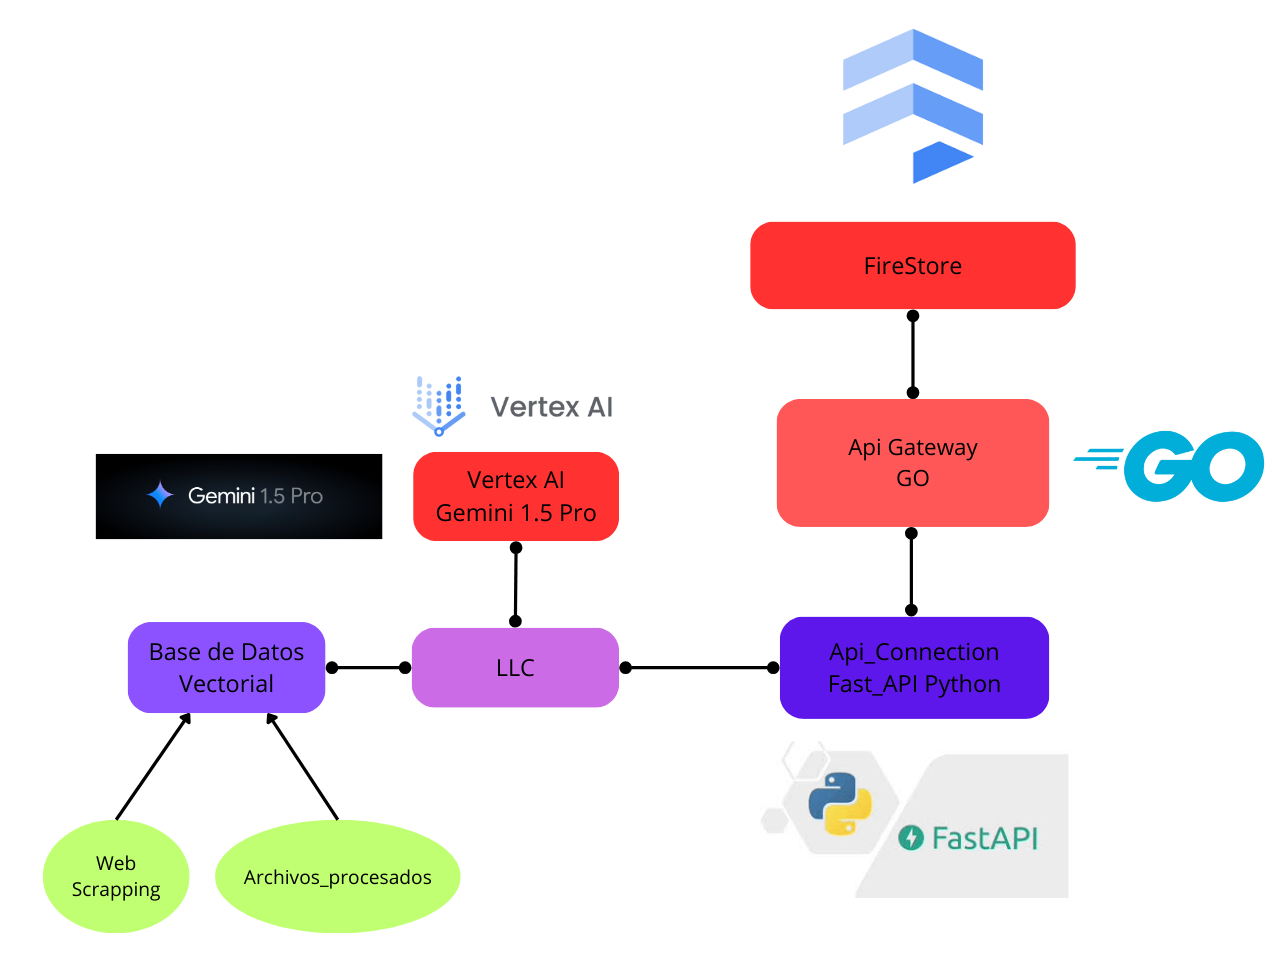 FireStore
Vertex AI
Gemini 1.5 Pro
Vertex AI
Gemini 1.5 Pro
Api Gateway
GO
GO
Base de Datos
Vectorial
LLC
Api_Connection
Fast_API Python
FastAPI
Web
Scrapping
Archivos_procesados